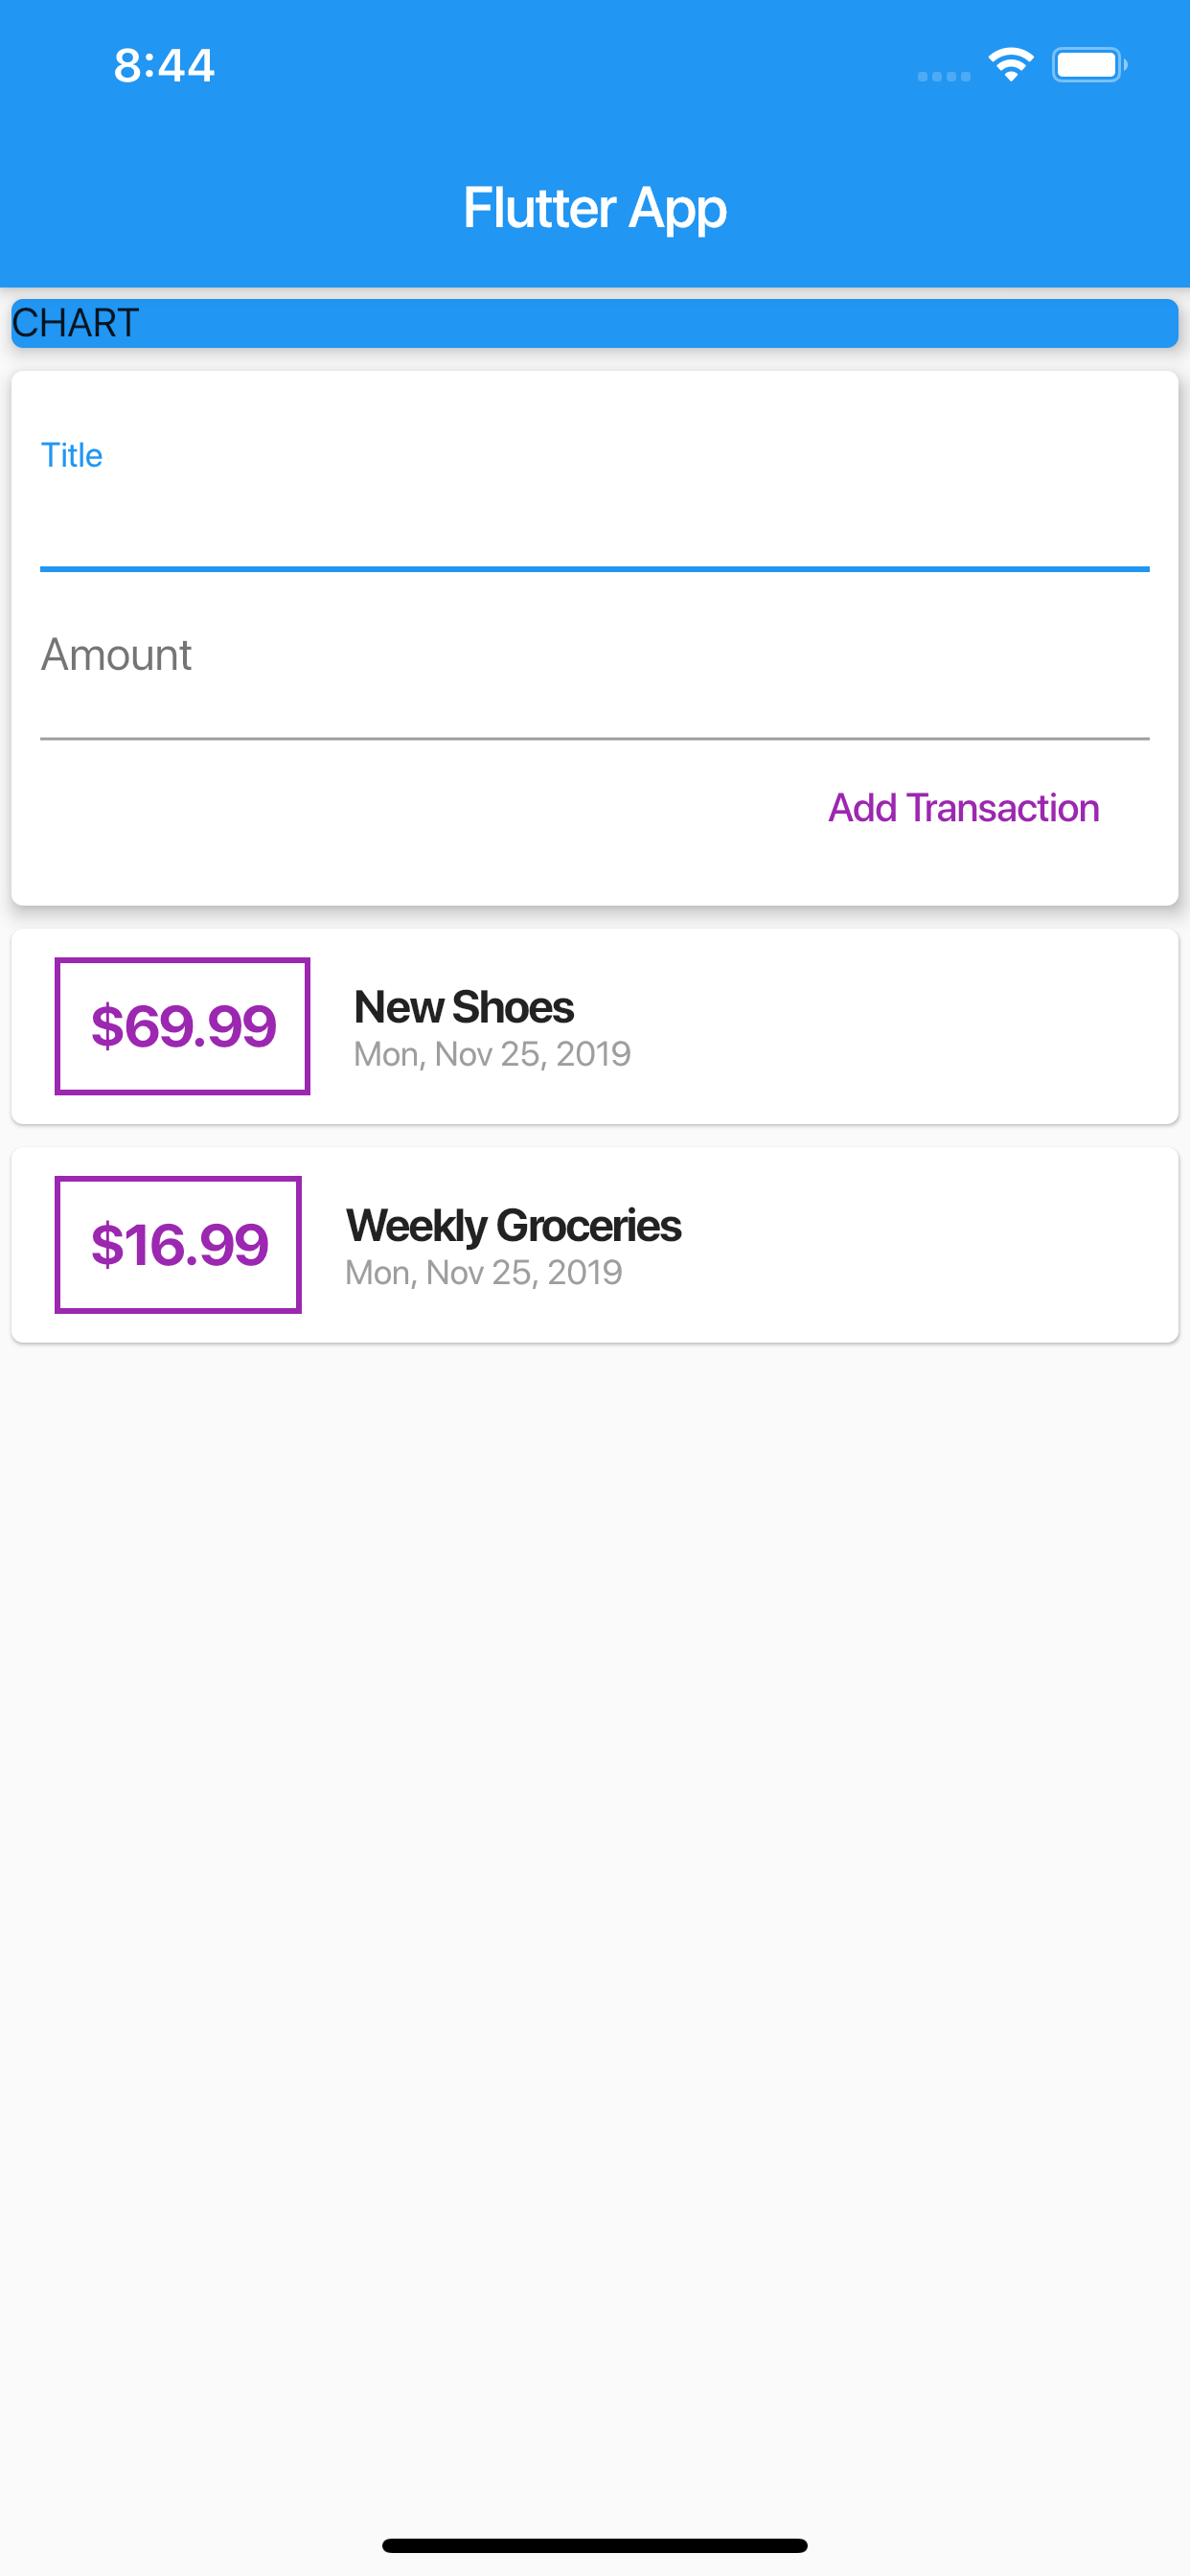 8:44
Flutter App
CHART
Title
Amount
Add Transaction
$69.99
New Shoes
Mon, Nov 25, 2019
$16.99
Weekly Groceries
Mon, Nov 25, 2019